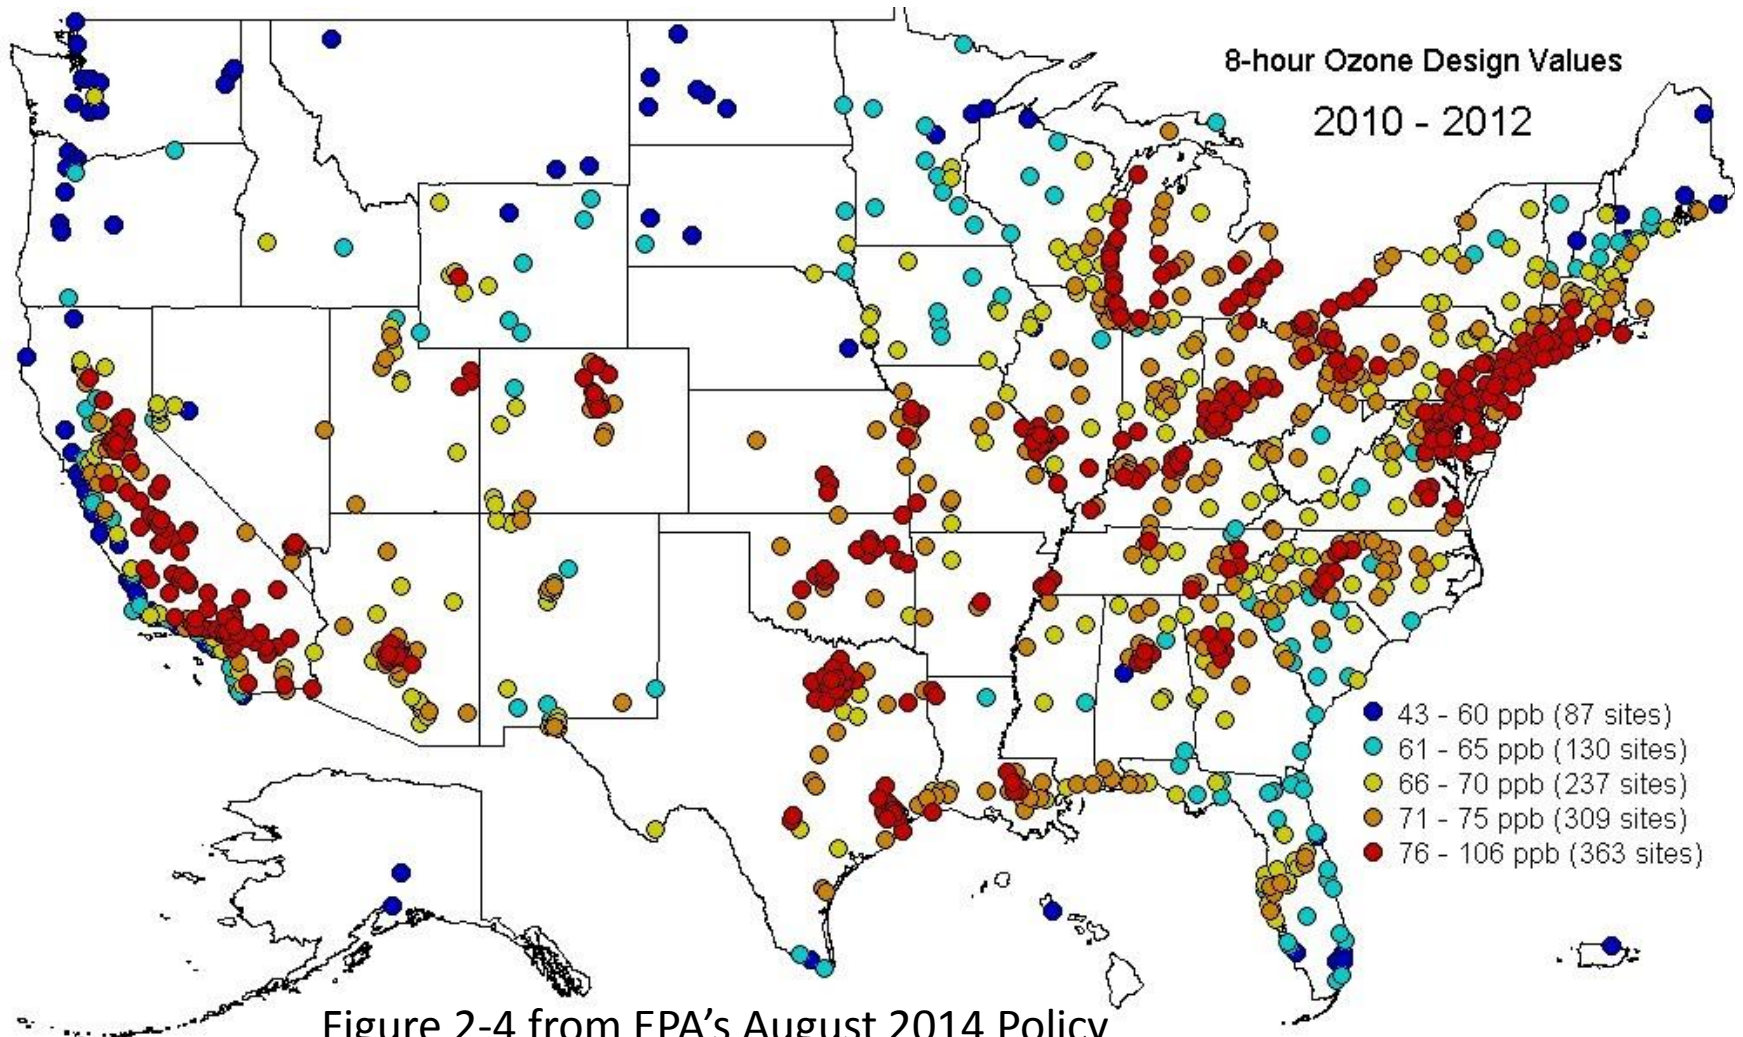 8-hour Ozone Design Values
2010 - 2012
43 - 60 ppb (87 sites)
61 - 65 ppb (130 sites)
66 - 70 ppb (237 sites)
71 - 75 ppb (309 sites)
76 - 106 ppb (363 sites)
Figure 2-4 from EPA's August 2014 Policy